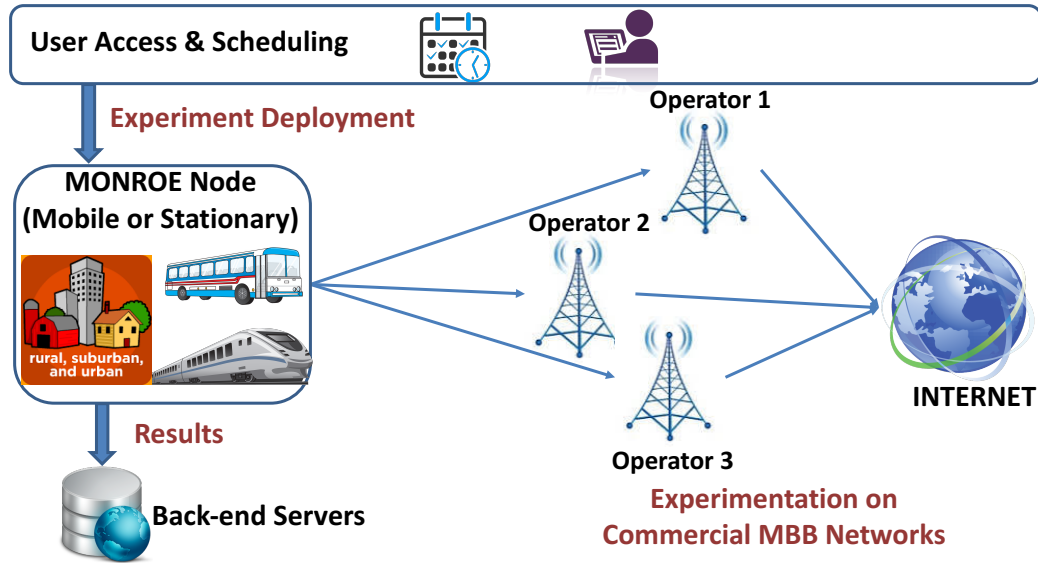 User Access & Scheduling
Experiment Deployment
Operator 1
MONROE Node
(Mobile or Stationary)
Operator 2
rural, suburban,
and urban
INTERNET
Results
Operator 3
Back-end Servers
Experimentation on
Commercial MBB Networks